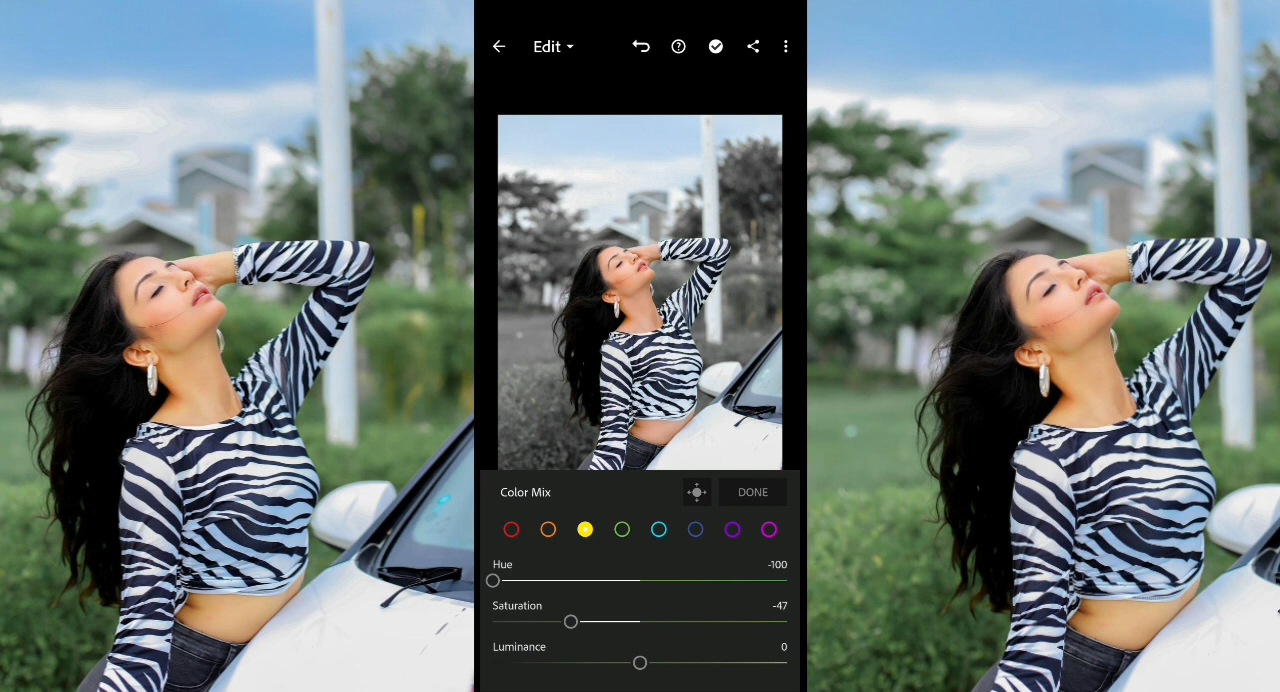 Edit
Color Mix
DONE
Hue -100
Saturation -47
Luminance 0